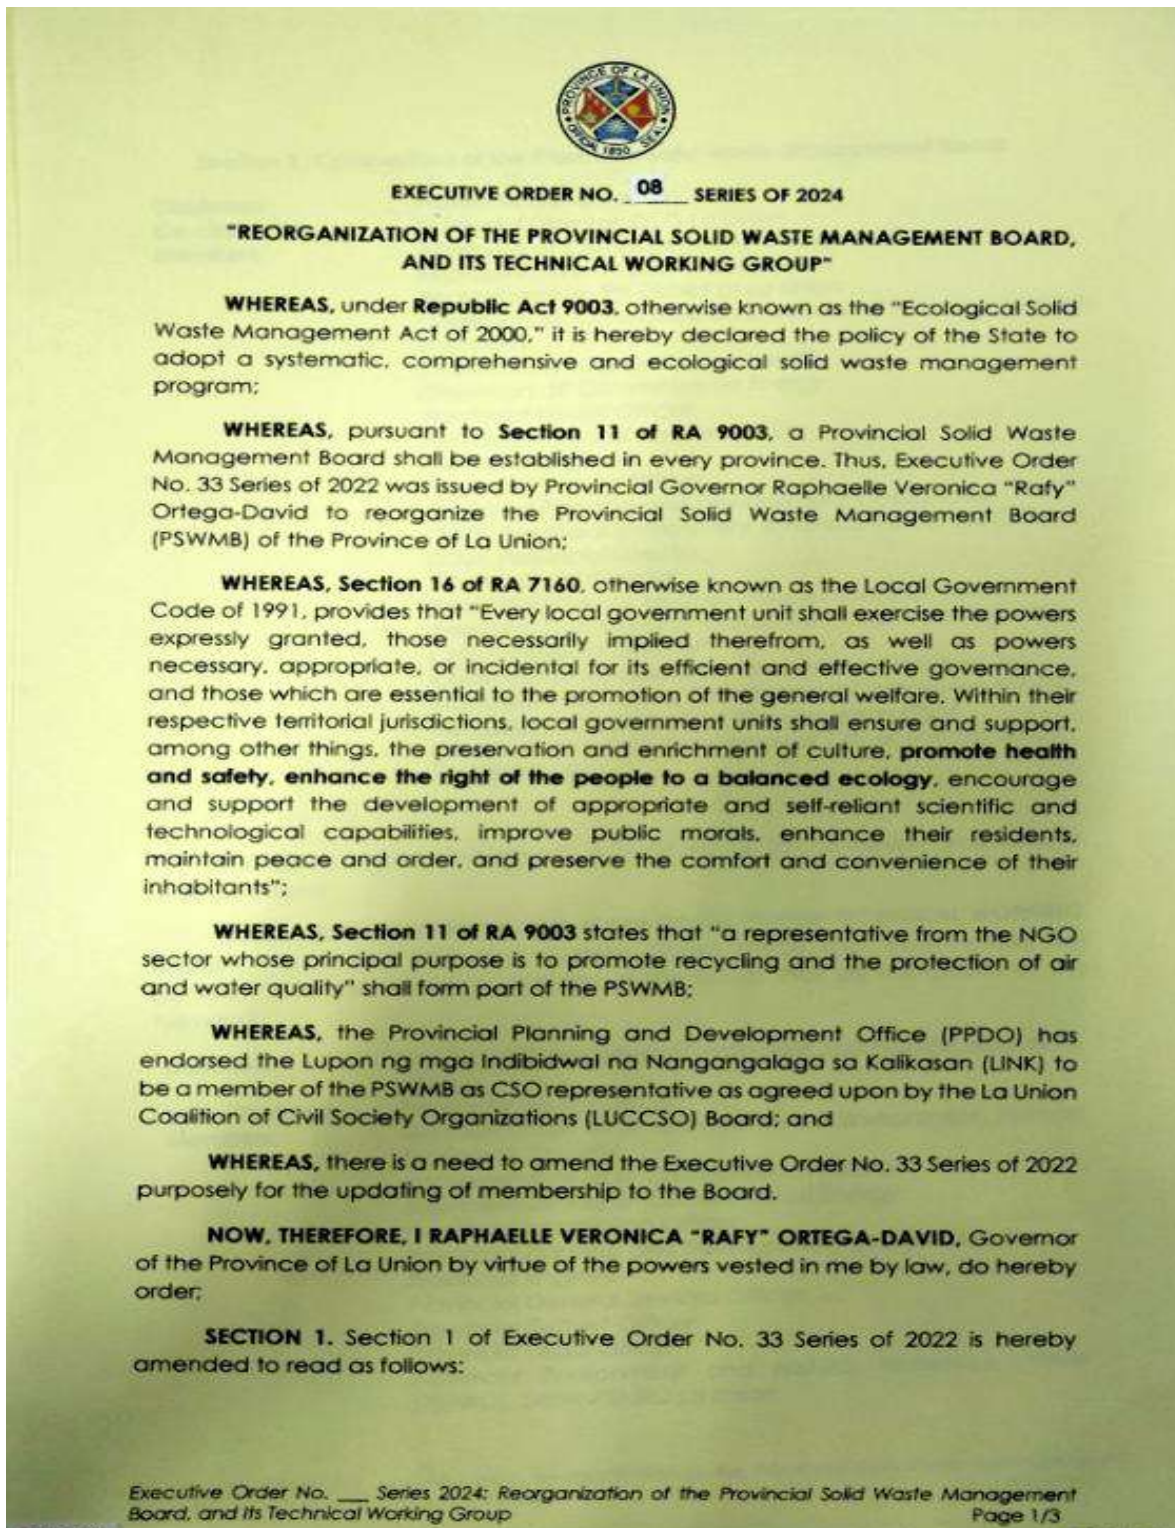 PROVINCE OF LA UNION
OFFICIAL SEAL
1850
EXECUTIVE ORDER NO. 08 SERIES OF 2024
"REORGANIZATION OF THE PROVINCIAL SOLID WASTE MANAGEMENT BOARD,
AND ITS TECHNICAL WORKING GROUP"
WHEREAS, under Republic Act 9003, otherwise known as the "Ecological Solid
Waste Management Act of 2000," it is hereby declared the policy of the State to
adopt a systematic, comprehensive and ecological solid waste management
program;
WHEREAS, pursuant to Section 11 of RA 9003, a Provincial Solid Waste
Management Board shall be established in every province. Thus, Executive Order
No. 33 Series of 2022 was issued by Provincial Governor Raphaelle Veronica "Rafy"
Ortega-David to reorganize the Provincial Solid Waste Management Board
(PSWMB) of the Province of La Union;
WHEREAS, Section 16 of RA 7160, otherwise known as the Local Government
Code of 1991, provides that "Every local government unit shall exercise the powers
expressly granted, those necessarily implied therefrom, as well as powers
necessary, appropriate, or incidental for its efficient and effective governance,
and those which are essential to the promotion of the general welfare. Within their
respective territorial jurisdictions, local government units shall ensure and support,
among other things, the preservation and enrichment of culture, promote health
and safety, enhance the right of the people to a balanced ecology, encourage
and support the development of appropriate and self-reliant scientific and
technological capabilities, improve public morals, enhance their residents,
maintain peace and order, and preserve the comfort and convenience of their
inhabitants";
WHEREAS, Section 11 of RA 9003 states that "a representative from the NGO
sector whose principal purpose is to promote recycling and the protection of air
and water quality" shall form part of the PSWMB;
WHEREAS, the Provincial Planning and Development Office (PPDO) has
endorsed the Lupon ng mga Indibidwal na Nangangalaga sa Kalikasan (LINK) to
be a member of the PSWMB as CSO representative as agreed upon by the La Union
Coalition of Civil Society Organizations (LUCCSO) Board; and
WHEREAS, there is a need to amend the Executive Order No. 33 Series of 2022
purposely for the updating of membership to the Board.
NOW, THEREFORE, I RAPHAELLE VERONICA "RAFY" ORTEGA-DAVID, Governor
of the Province of La Union by virtue of the powers vested in me by law, do hereby
order;
SECTION 1. Section 1 of Executive Order No. 33 Series of 2022 is hereby
amended to read as follows:
Executive Order No. ___ Series 2024: Reorganization of the Provincial Solid Waste Management
Board, and its Technical Working Group Page 1/3